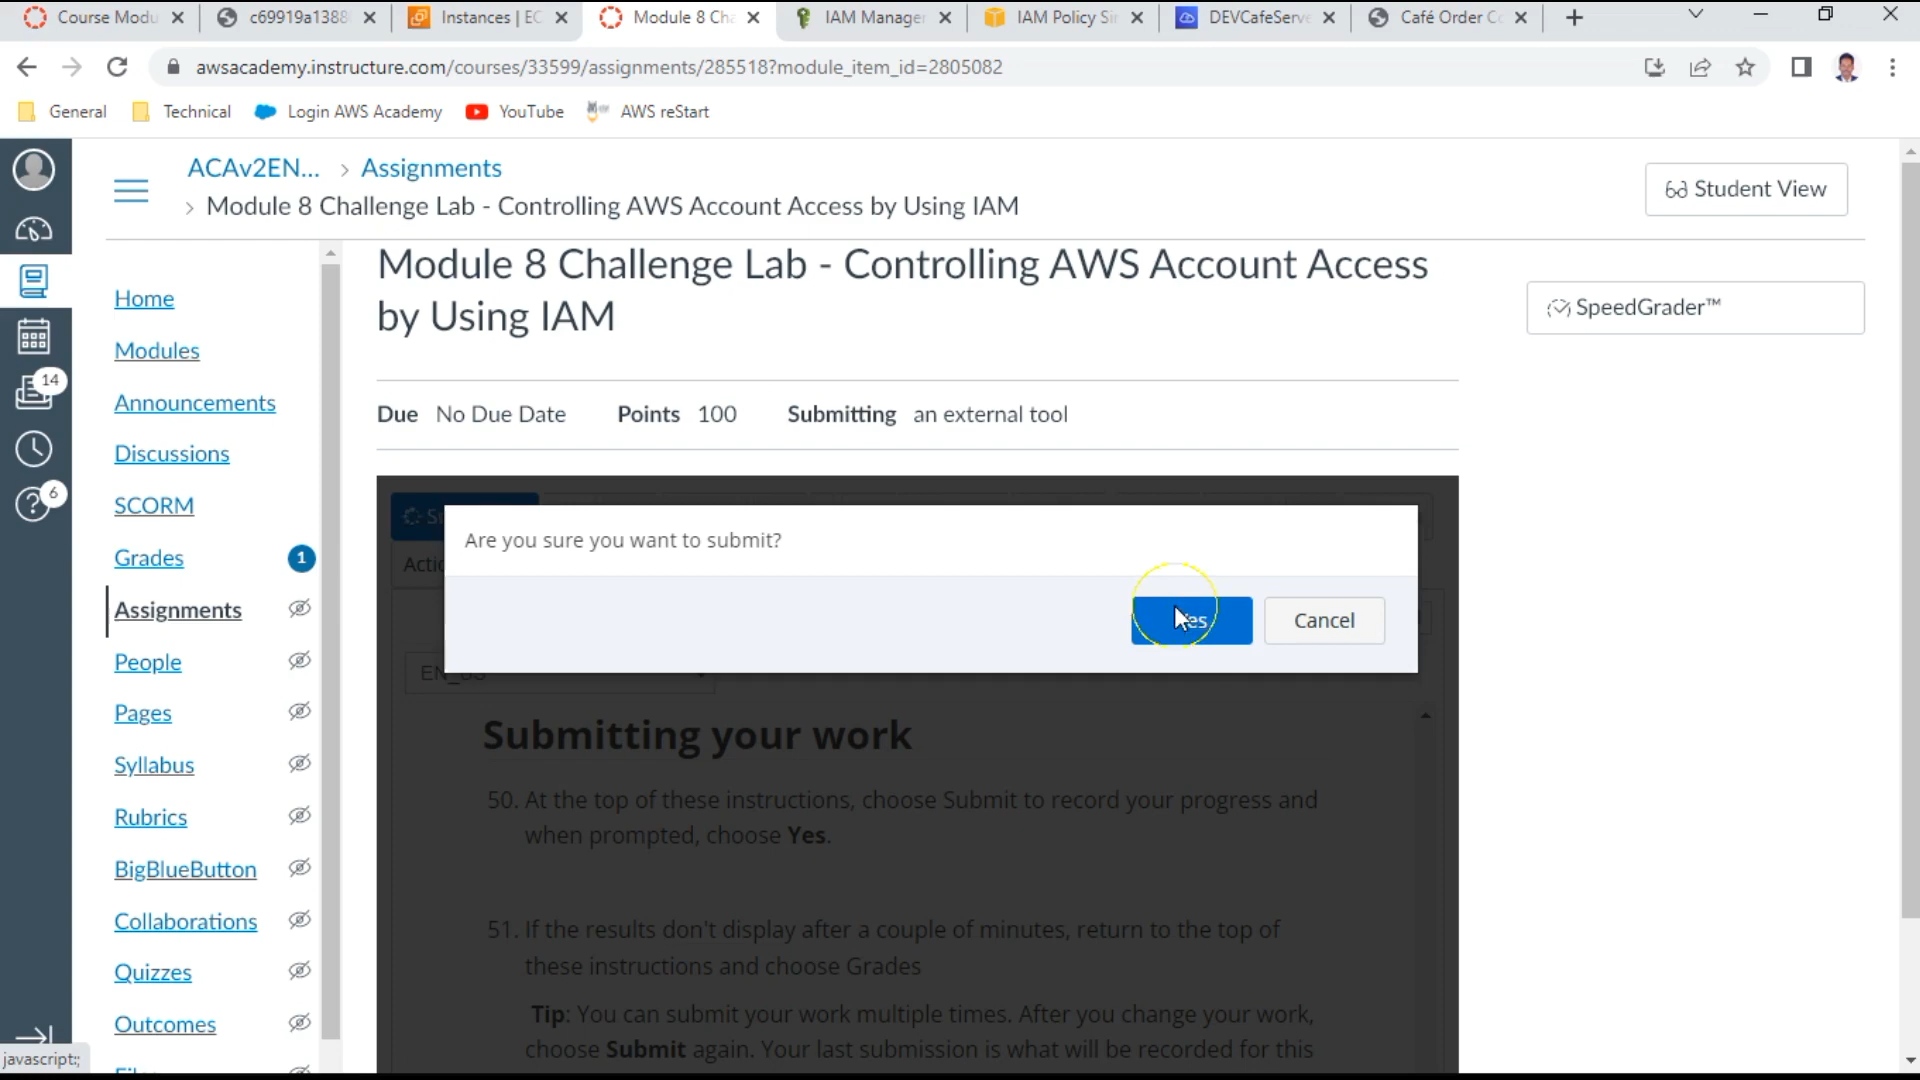 Course Modu
c69919a1388
Instances | EC
Module 8 Cha
IAM Manager
IAM Policy Sir
DEVCafeServe
Café Order C
awsacademy.instructure.com/courses/33599/assignments/285518?module_item_id=2805082
General
Technical
Login AWS Academy
YouTube
AWS reStart
ACAv2EN... > Assignments
> Module 8 Challenge Lab - Controlling AWS Account Access by Using IAM
Student View
Module 8 Challenge Lab - Controlling AWS Account Access
by Using IAM
SpeedGrader™
Due No Due Date Points 100 Submitting an external tool
14
6
Home
Modules
Announcements
Discussions
SCORM
Grades 1
Assignments
People
Pages
Syllabus
Rubrics
BigBlueButton
Collaborations
Quizzes
Outcomes
Are you sure you want to submit?
Cancel
EN_US
Submitting your work
50. At the top of these instructions, choose Submit to record your progress and
when prompted, choose Yes.
51. If the results don't display after a couple of minutes, return to the top of
these instructions and choose Grades
Tip: You can submit your work multiple times. After you change your work,
choose Submit again. Your last submission is what will be recorded for this
javascript:;